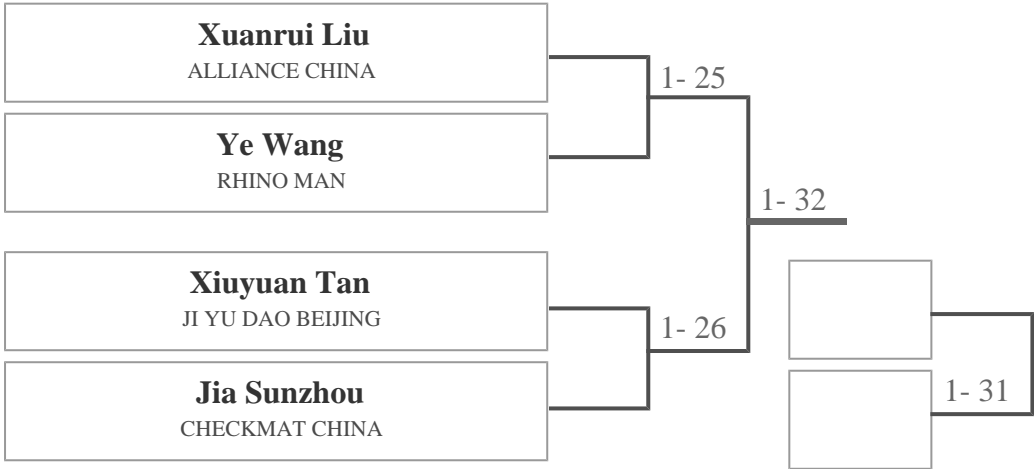 Xuanrui Liu
ALLIANCE CHINA
1- 25
Ye Wang
RHINO MAN
1- 32
Xiuyuan Tan
JI YU DAO BEIJING
1- 26
Jia Sunzhou
CHECKMAT CHINA
1- 31